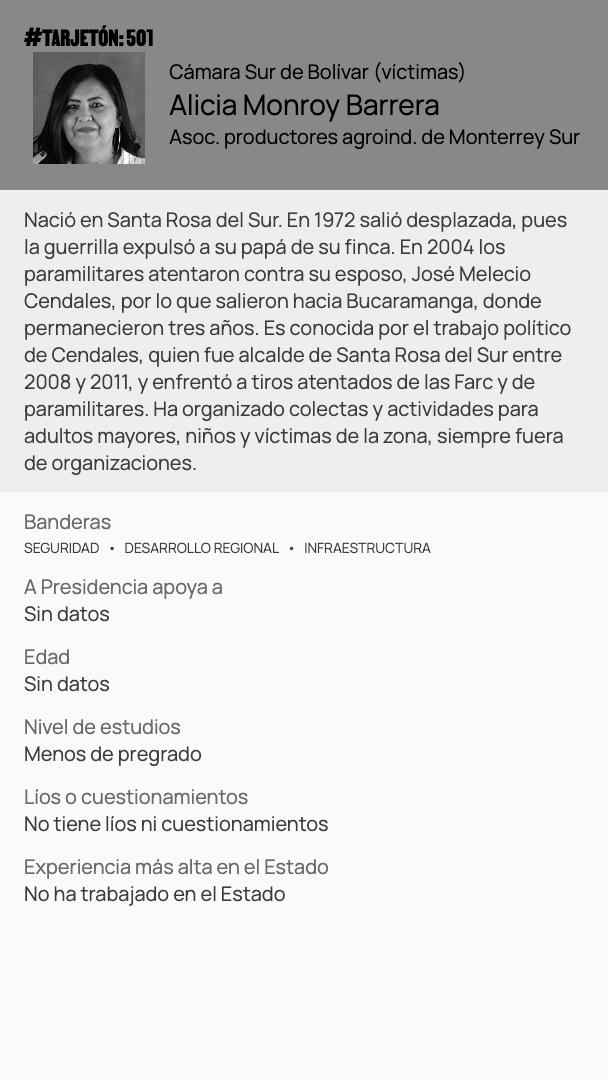 #TARJETÓN: 501
Cámara Sur de Bolívar (víctimas)
Alicia Monroy Barrera
Asoc. productores agroind. de Monterrey Sur
Nació en Santa Rosa del Sur. En 1972 salió desplazada, pues
la guerrilla expulsó a su papá de su finca. En 2004 los
paramilitares atentaron contra su esposo, José Melecio
Cendales, por lo que salieron hacia Bucaramanga, donde
permanecieron tres años. Es conocida por el trabajo político
de Cendales, quien fue alcalde de Santa Rosa del Sur entre
2008 y 2011, y enfrentó a tiros atentados de las Farc y de
paramilitares. Ha organizado colectas y actividades para
adultos mayores, niños y víctimas de la zona, siempre fuera
de organizaciones.
Banderas
SEGURIDAD • DESARROLLO REGIONAL • INFRAESTRUCTURA
A Presidencia apoya a
Sin datos
Edad
Sin datos
Nivel de estudios
Menos de pregrado
Líos o cuestionamientos
No tiene líos ni cuestionamientos
Experiencia más alta en el Estado
No ha trabajado en el Estado